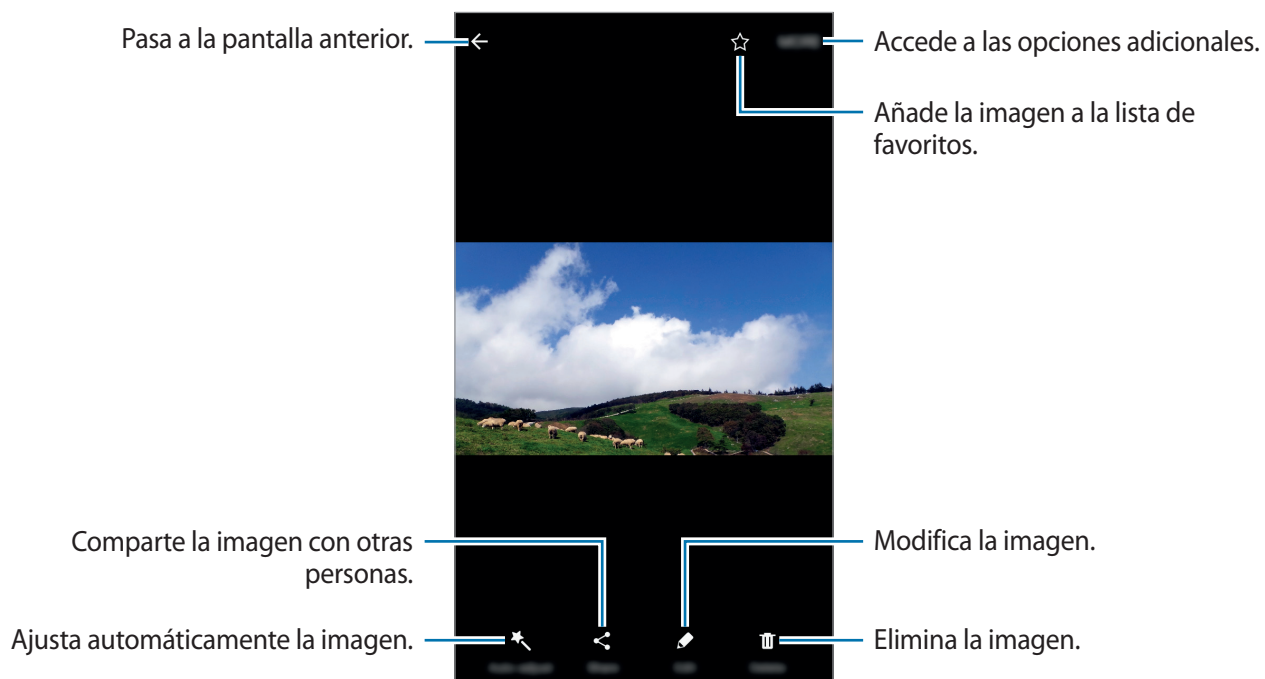 Pasa a la pantalla anterior.
Accede a las opciones adicionales.
Añade la imagen a la lista de
favoritos.
Comparte la imagen con otras
personas.
Modifica la imagen.
Ajusta automáticamente la imagen.
Elimina la imagen.